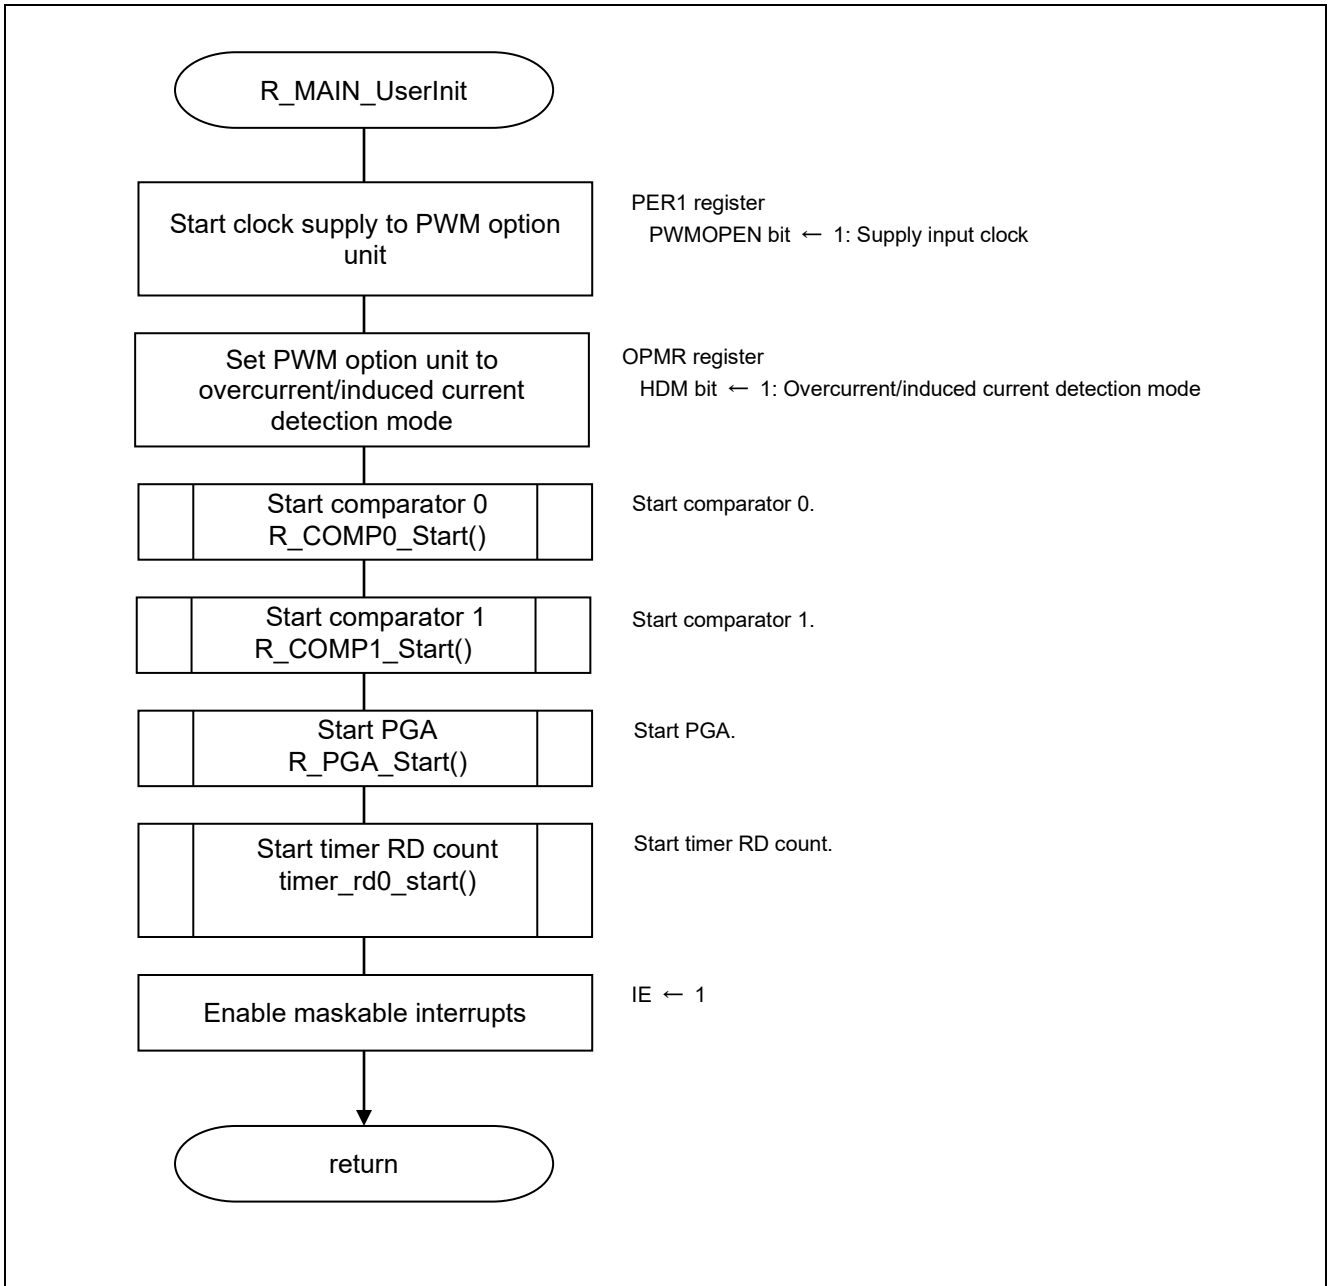 R_MAIN_UserInit
Start clock supply to PWM option
unit
PER1 register
PWMOPEN bit ← 1: Supply input clock
Set PWM option unit to
overcurrent/induced current
detection mode
OPMR register
HDM bit ← 1: Overcurrent/induced current detection mode
Start comparator 0
R_COMP0_Start()
Start comparator 0.
Start comparator 1
R_COMP1_Start()
Start comparator 1.
Start PGA
R_PGA_Start()
Start PGA.
Start timer RD count
timer_rd0_start()
Start timer RD count.
Enable maskable interrupts
IE ← 1
return